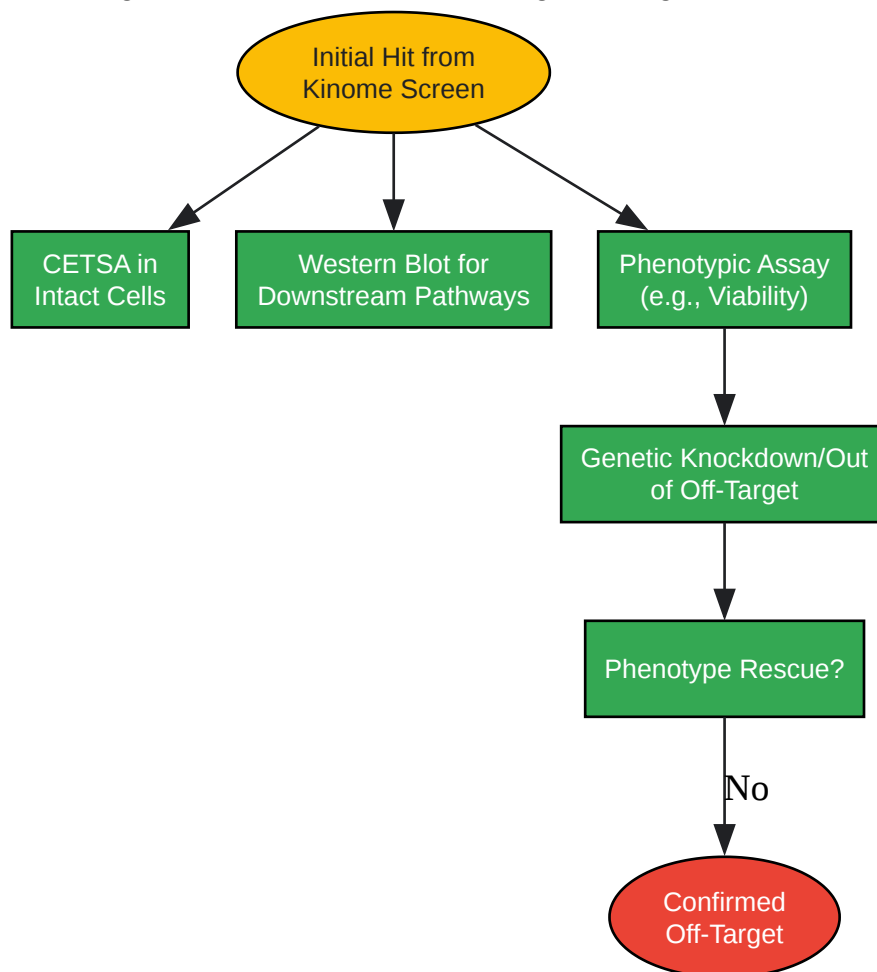 Initial Hit from
Kinome Screen
CETSA in
Intact Cells
Western Blot for
Downstream Pathways
Phenotypic Assay
(e.g., Viability)
Genetic Knockdown/Out
of Off-Target
Phenotype Rescue?
No
Confirmed
Off-Target